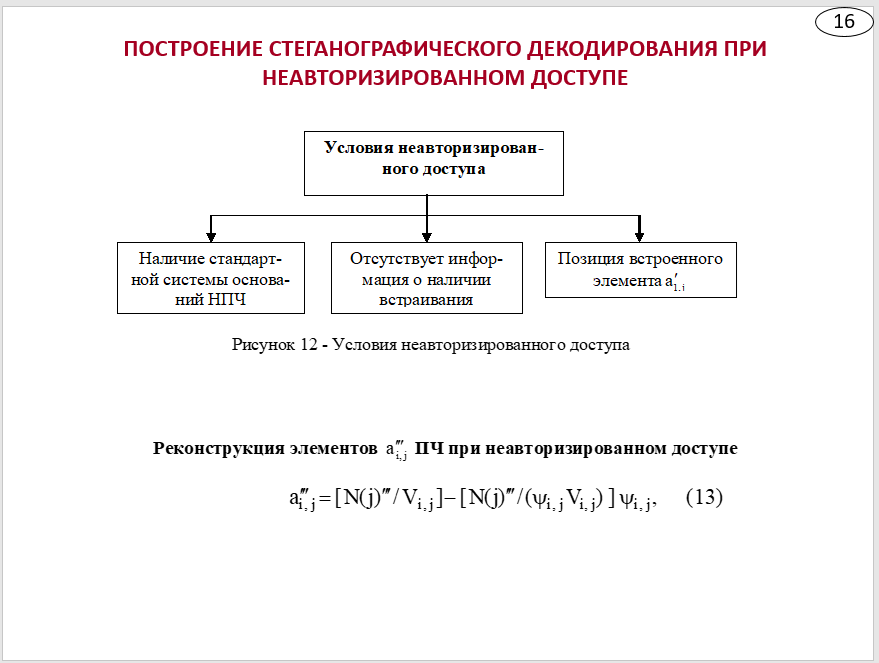 16
ПОСТРОЕНИЕ СТЕГАНОГРАФИЧЕСКОГО ДЕКОДИРОВАНИЯ ПРИ
НЕАВТОРИЗИРОВАННОМ ДОСТУПЕ
Условия неавторизирован-
ного доступа
Наличие стандарт-
ной системы основа-
ний НПЧ
Отсутствует инфор-
мация о наличии
встраивания
Позиция встроенного
элемента a′₁,ⱼ
Рисунок 12 - Условия неавторизированного доступа
Реконструкция элементов a‴ᵢ,ⱼ ПЧ при неавторизированном доступе
a‴ᵢ,ⱼ = [ N(j)‴ / Vᵢ,ⱼ ] − [ N(j)‴ / (ψᵢ,ⱼ Vᵢ,ⱼ) ] ψᵢ,ⱼ, (13)